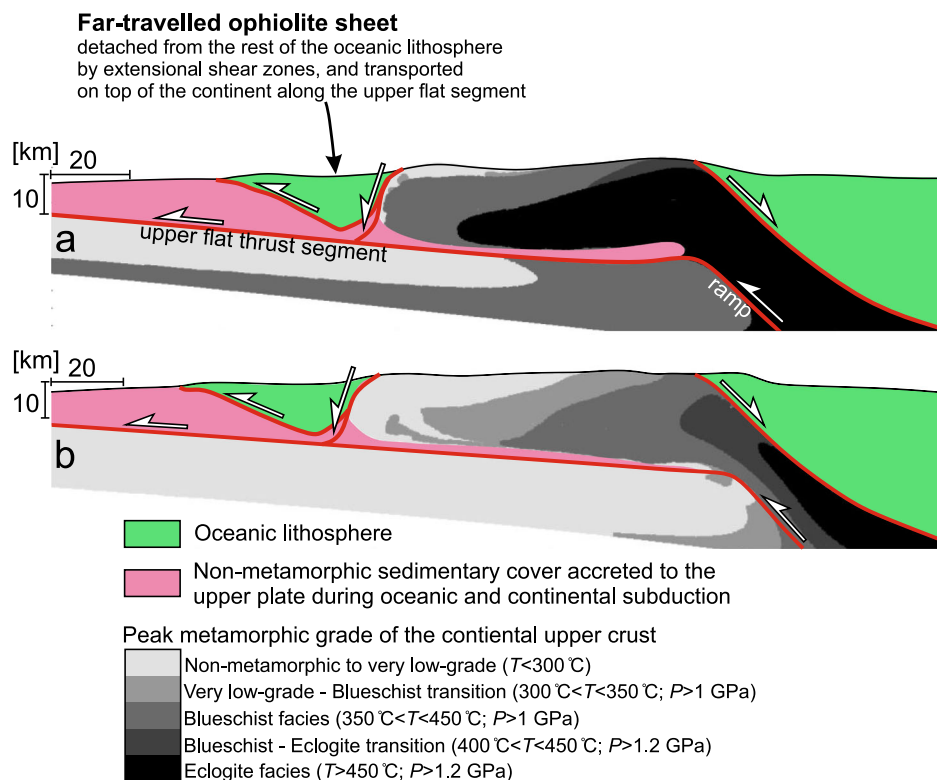 Far-travelled ophiolite sheet
detached from the rest of the oceanic lithosphere
by extensional shear zones, and transported
on top of the continent along the upper flat segment
[km]
20
10
a
upper flat thrust segment
ramp
[km]
20
10
b
Oceanic lithosphere
Non-metamorphic sedimentary cover accreted to the
upper plate during oceanic and continental subduction
Peak metamorphic grade of the contiental upper crust
Non-metamorphic to very low-grade (T<300℃)
Very low-grade - Blueschist transition (300℃<T<350℃; P>1 GPa)
Blueschist facies (350℃<T<450℃; P>1 GPa)
Blueschist - Eclogite transition (400℃<T<450℃; P>1.2 GPa)
Eclogite facies (T>450℃; P>1.2 GPa)